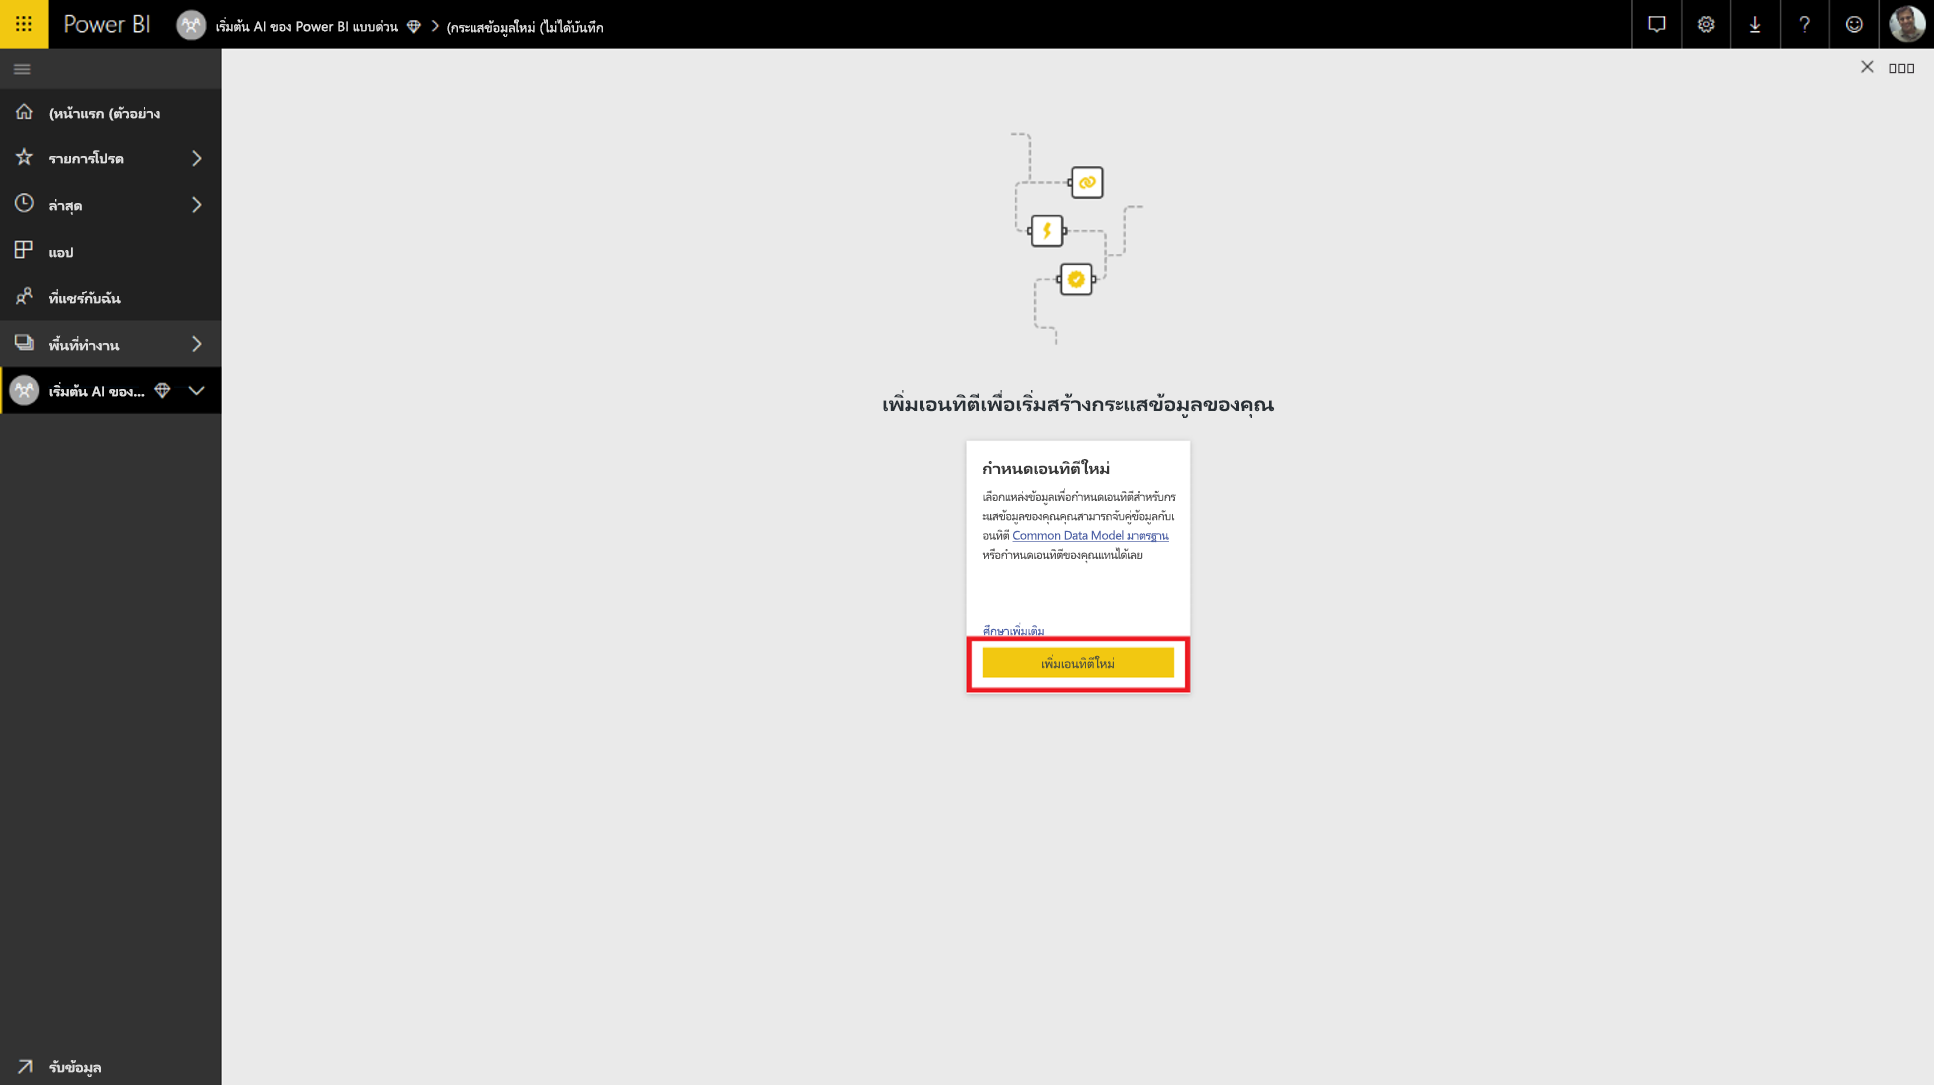 Power BI
เริ่มต้น AI ของ Power BI แบบด่วน
(กระแสข้อมูลใหม่ (ไม่ได้บันทึก
(หน้าแรก (ตัวอย่าง
รายการโปรด
ล่าสุด
แอป
ที่แชร์กับฉัน
พื้นที่ทำงาน
เริ่มต้น AI ของ...
รับข้อมูล
เพิ่มเอนทิตีเพื่อเริ่มสร้างกระแสข้อมูลของคุณ
กำหนดเอนทิตีใหม่
เลือกแหล่งข้อมูลเพื่อกำหนดเอนทิตีสำหรับกร
ะแสข้อมูลของคุณคุณสามารถจับคู่ข้อมูลกับเ
อนทิตี Common Data Model มาตรฐาน
หรือกำหนดเอนทิตีของคุณแทนได้เลย
ศึกษาเพิ่มเติม
เพิ่มเอนทิตีใหม่